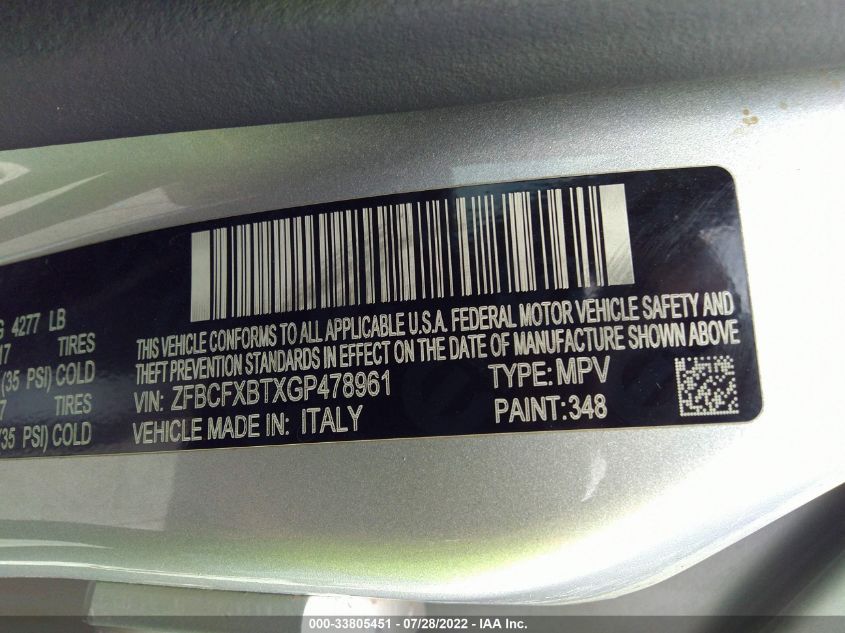 G 4277 LB
17 TIRES
(35 PSI) COLD
7 TIRES
(35 PSI) COLD
THIS VEHICLE CONFORMS TO ALL APPLICABLE U.S.A. FEDERAL MOTOR VEHICLE SAFETY AND
THEFT PREVENTION STANDARDS IN EFFECT ON THE DATE OF MANUFACTURE SHOWN ABOVE
VIN: ZFBCFXBTXGP478961 TYPE: MPV
VEHICLE MADE IN: ITALY PAINT:348
000-33805451 - 07/28/2022 - IAA Inc.